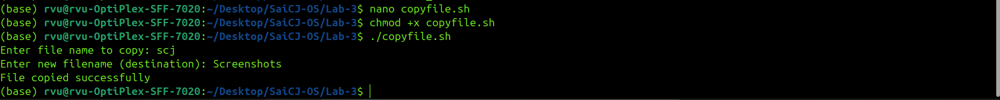 (base) rvu@rvu-OptiPlex-SFF-7020:~/Desktop/SaiCJ-OS/Lab-3$ nano copyfile.sh
(base) rvu@rvu-OptiPlex-SFF-7020:~/Desktop/SaiCJ-OS/Lab-3$ chmod +x copyfile.sh
(base) rvu@rvu-OptiPlex-SFF-7020:~/Desktop/SaiCJ-OS/Lab-3$ ./copyfile.sh
Enter file name to copy: scj
Enter new filename (destination): Screenshots
File copied successfully
(base) rvu@rvu-OptiPlex-SFF-7020:~/Desktop/SaiCJ-OS/Lab-3$